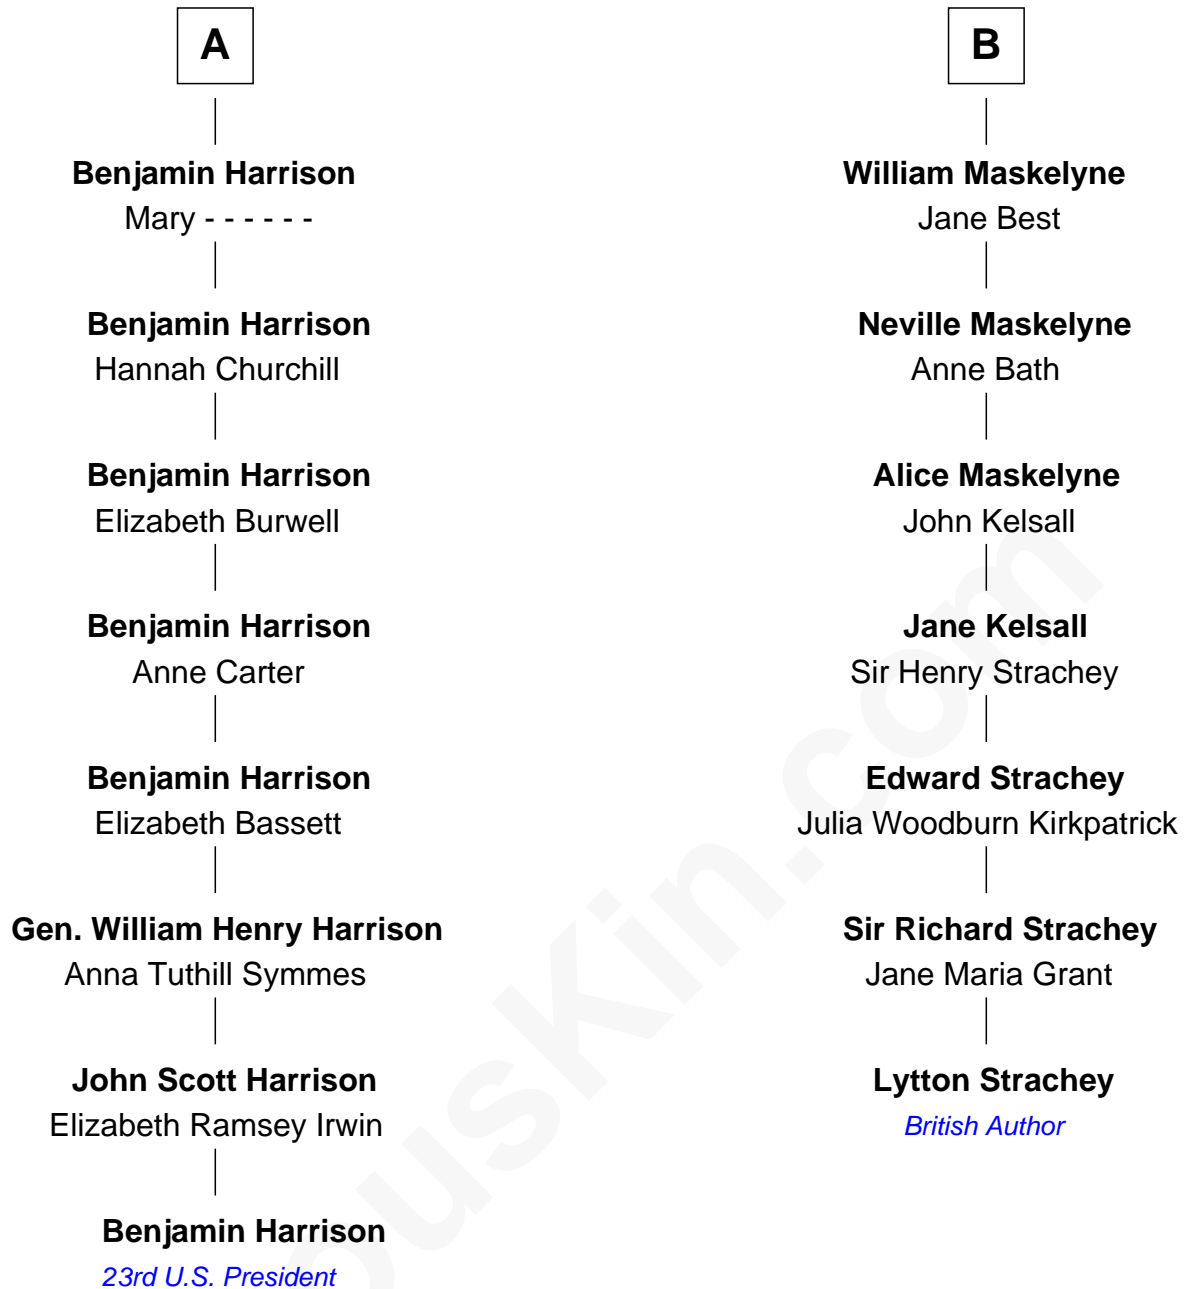 A
Benjamin Harrison
Mary - - - - - -
Benjamin Harrison
Hannah Churchill
Benjamin Harrison
Elizabeth Burwell
Benjamin Harrison
Anne Carter
Benjamin Harrison
Elizabeth Bassett
Gen. William Henry Harrison
Anna Tuthill Symmes
John Scott Harrison
Elizabeth Ramsey Irwin
Benjamin Harrison
23rd U.S. President
B
William Maskelyne
Jane Best
Neville Maskelyne
Anne Bath
Alice Maskelyne
John Kelsall
Jane Kelsall
Sir Henry Strachey
Edward Strachey
Julia Woodburn Kirkpatrick
Sir Richard Strachey
Jane Maria Grant
Lytton Strachey
British Author
ousKin.com